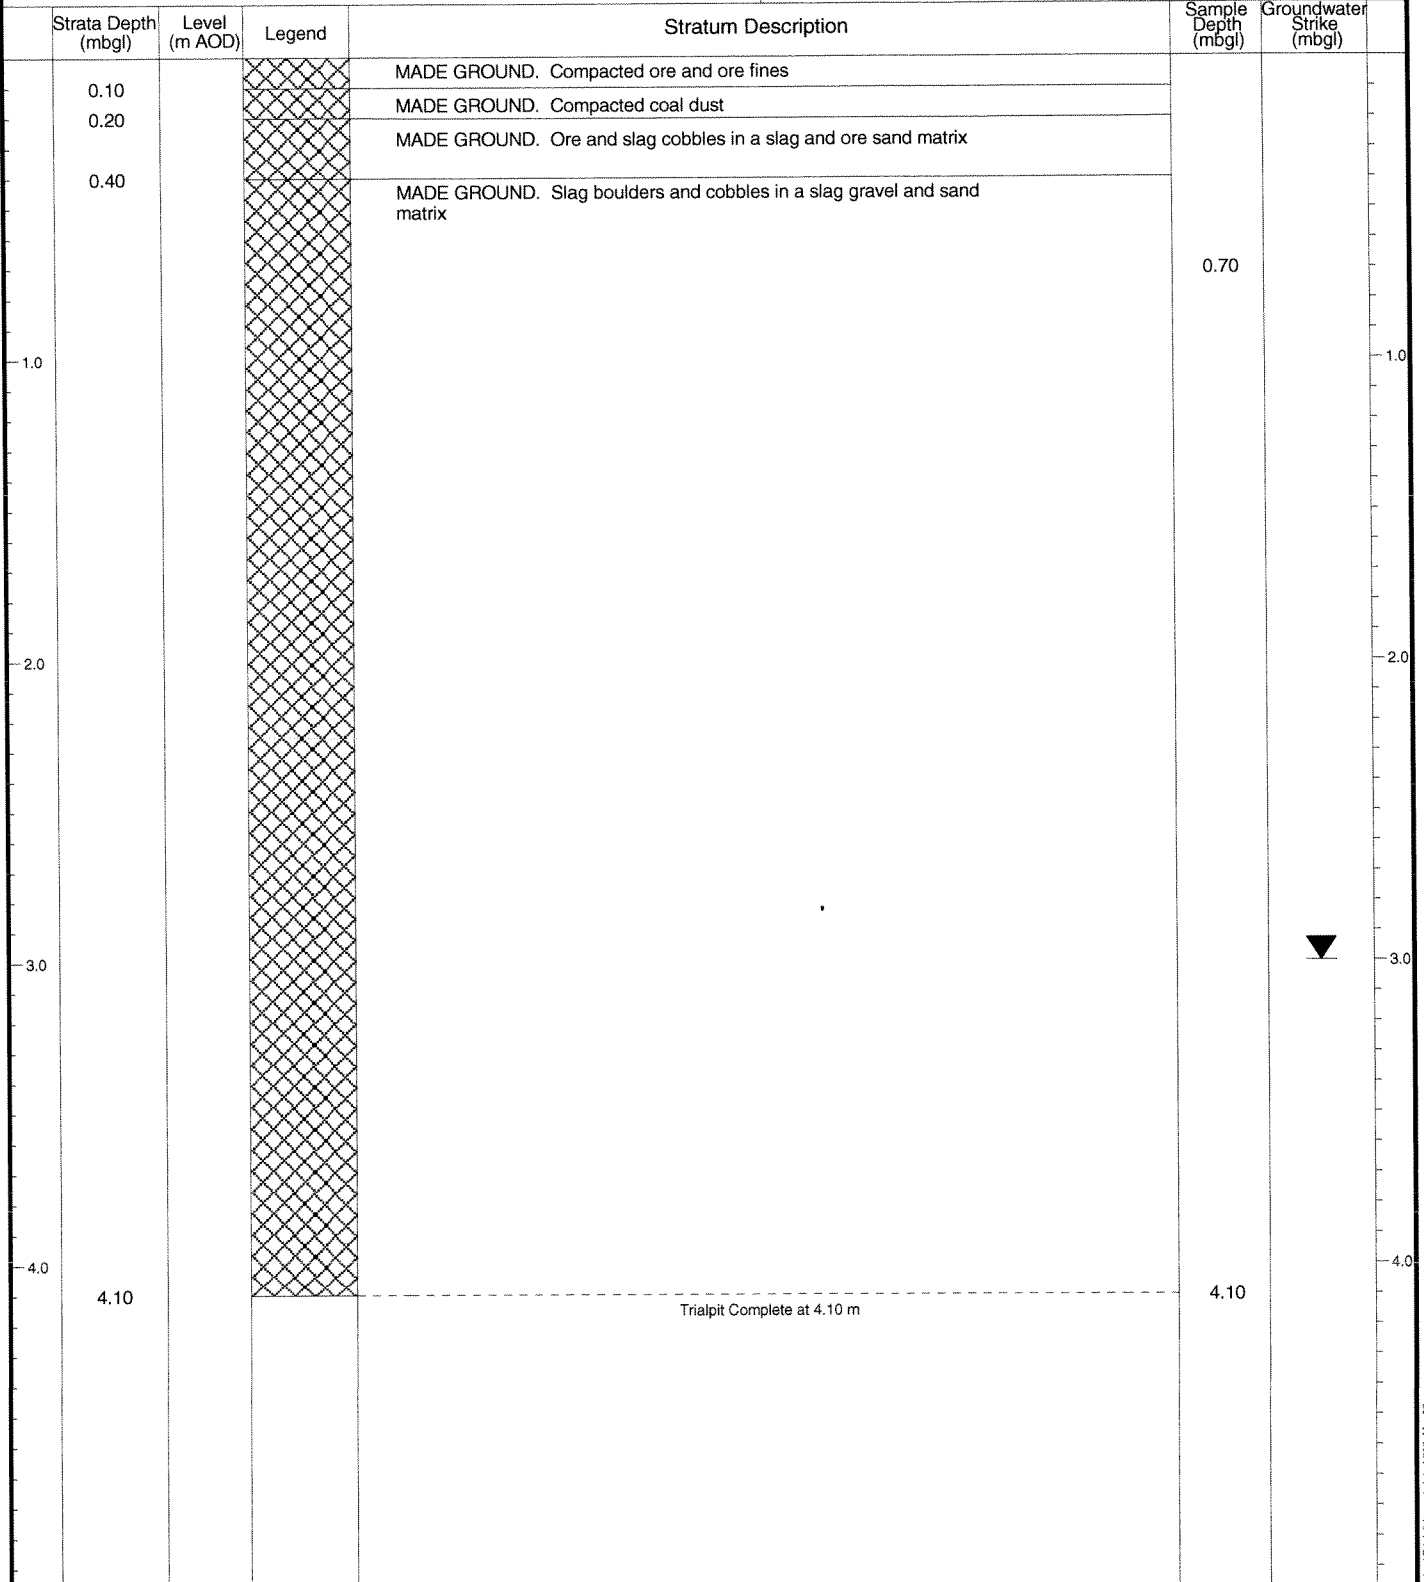 Strata Depth (mbgl)
Level (m AOD)
Legend
Stratum Description
Sample Depth (mbgl)
Groundwater Strike (mbgl)
MADE GROUND. Compacted ore and ore fines
0.10
MADE GROUND. Compacted coal dust
0.20
MADE GROUND. Ore and slag cobbles in a slag and ore sand matrix
0.40
MADE GROUND. Slag boulders and cobbles in a slag gravel and sand
matrix
0.70
1.0
1.0
2.0
2.0
3.0
3.0
4.0
4.0
4.10
4.10
Trialpit Complete at 4.10 m